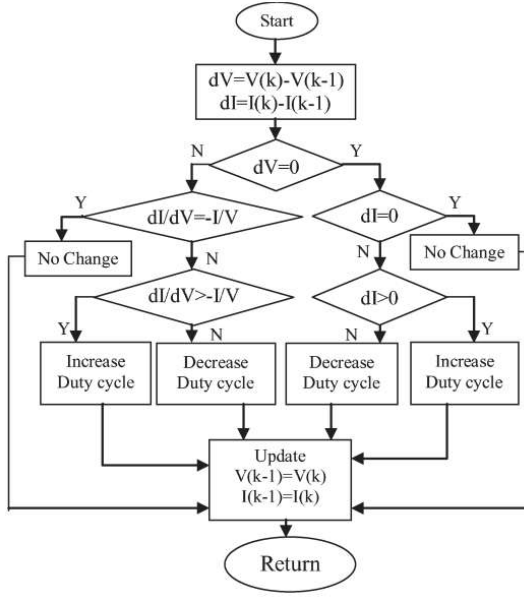 Start
dV=V(k)-V(k-1)
dI=I(k)-I(k-1)
N
Y
dV=0
Y
dI/dV=-I/V
dI=0
Y
No Change
N
N
No Change
dI/dV>-I/V
dI>0
Y
N
N
Y
Increase
Duty cycle
Decrease
Duty cycle
Decrease
Duty cycle
Increase
Duty cycle
Update
V(k-1)=V(k)
I(k-1)=I(k)
Return